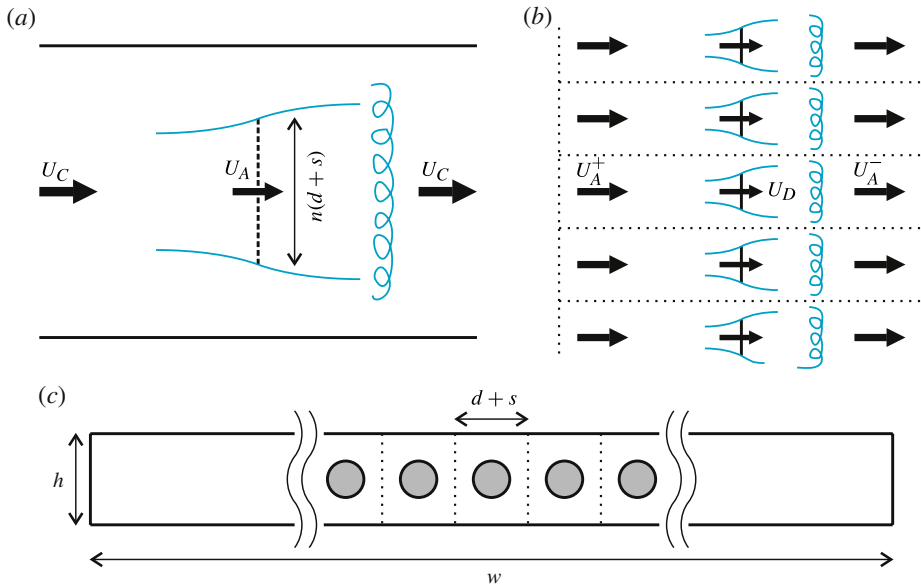 (a)
U_C
U_A
n(d + s)
U_C
(b)
U_A^+
U_D
U_A^-
(c)
d + s
h
w